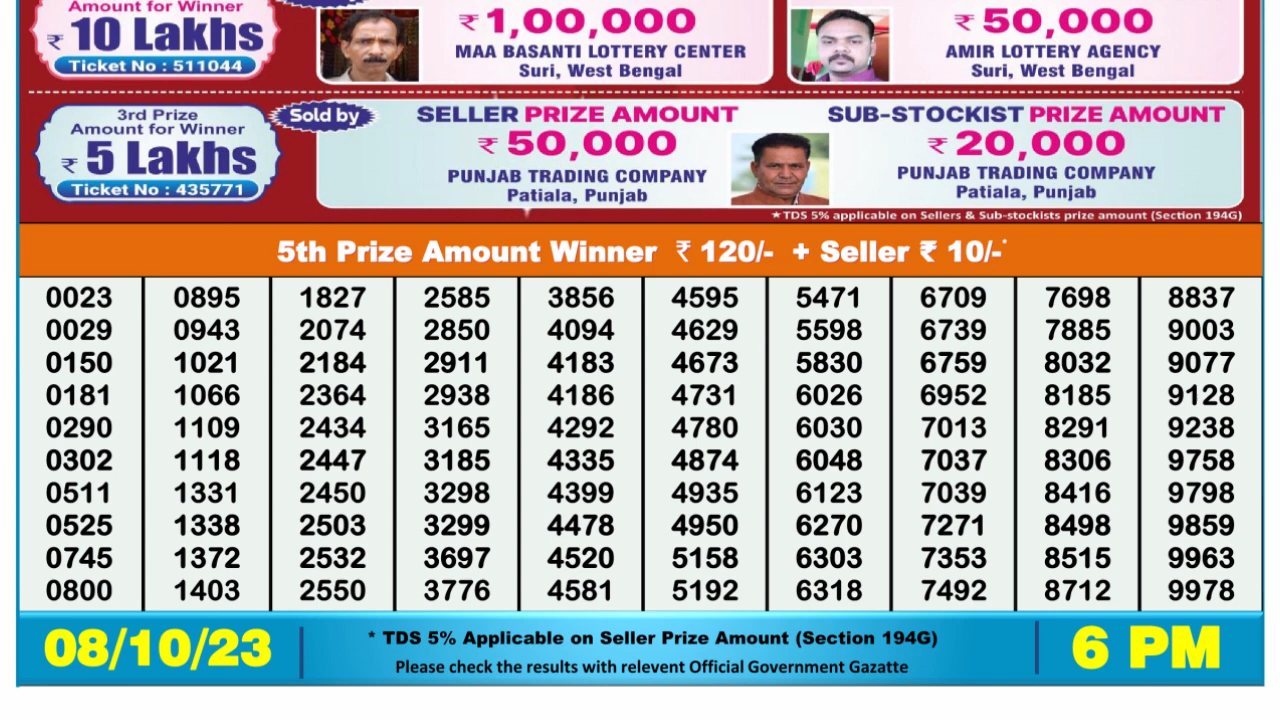 Amount for Winner
₹ 10 Lakhs
Ticket No : 511044
₹ 1,00,000
MAA BASANTI LOTTERY CENTER
Suri, West Bengal
₹ 50,000
AMIR LOTTERY AGENCY
Suri, West Bengal
3rd Prize
Amount for Winner
₹ 5 Lakhs
Ticket No : 435771
Sold by
SELLER PRIZE AMOUNT
₹ 50,000
PUNJAB TRADING COMPANY
Patiala, Punjab
SUB-STOCKIST PRIZE AMOUNT
₹ 20,000
PUNJAB TRADING COMPANY
Patiala, Punjab
★TDS 5% applicable on Sellers & Sub-stockists prize amount (Section 194G)
5th Prize Amount Winner ₹ 120/- + Seller ₹ 10/-*
0023 0895 1827 2585 3856 4595 5471 6709 7698 8837
0029 0943 2074 2850 4094 4629 5598 6739 7885 9003
0150 1021 2184 2911 4183 4673 5830 6759 8032 9077
0181 1066 2364 2938 4186 4731 6026 6952 8185 9128
0290 1109 2434 3165 4292 4780 6030 7013 8291 9238
0302 1118 2447 3185 4335 4874 6048 7037 8306 9758
0511 1331 2450 3298 4399 4935 6123 7039 8416 9798
0525 1338 2503 3299 4478 4950 6270 7271 8498 9859
0745 1372 2532 3697 4520 5158 6303 7353 8515 9963
0800 1403 2550 3776 4581 5192 6318 7492 8712 9978
08/10/23
* TDS 5% Applicable on Seller Prize Amount (Section 194G)
Please check the results with relevent Official Government Gazatte
6 PM